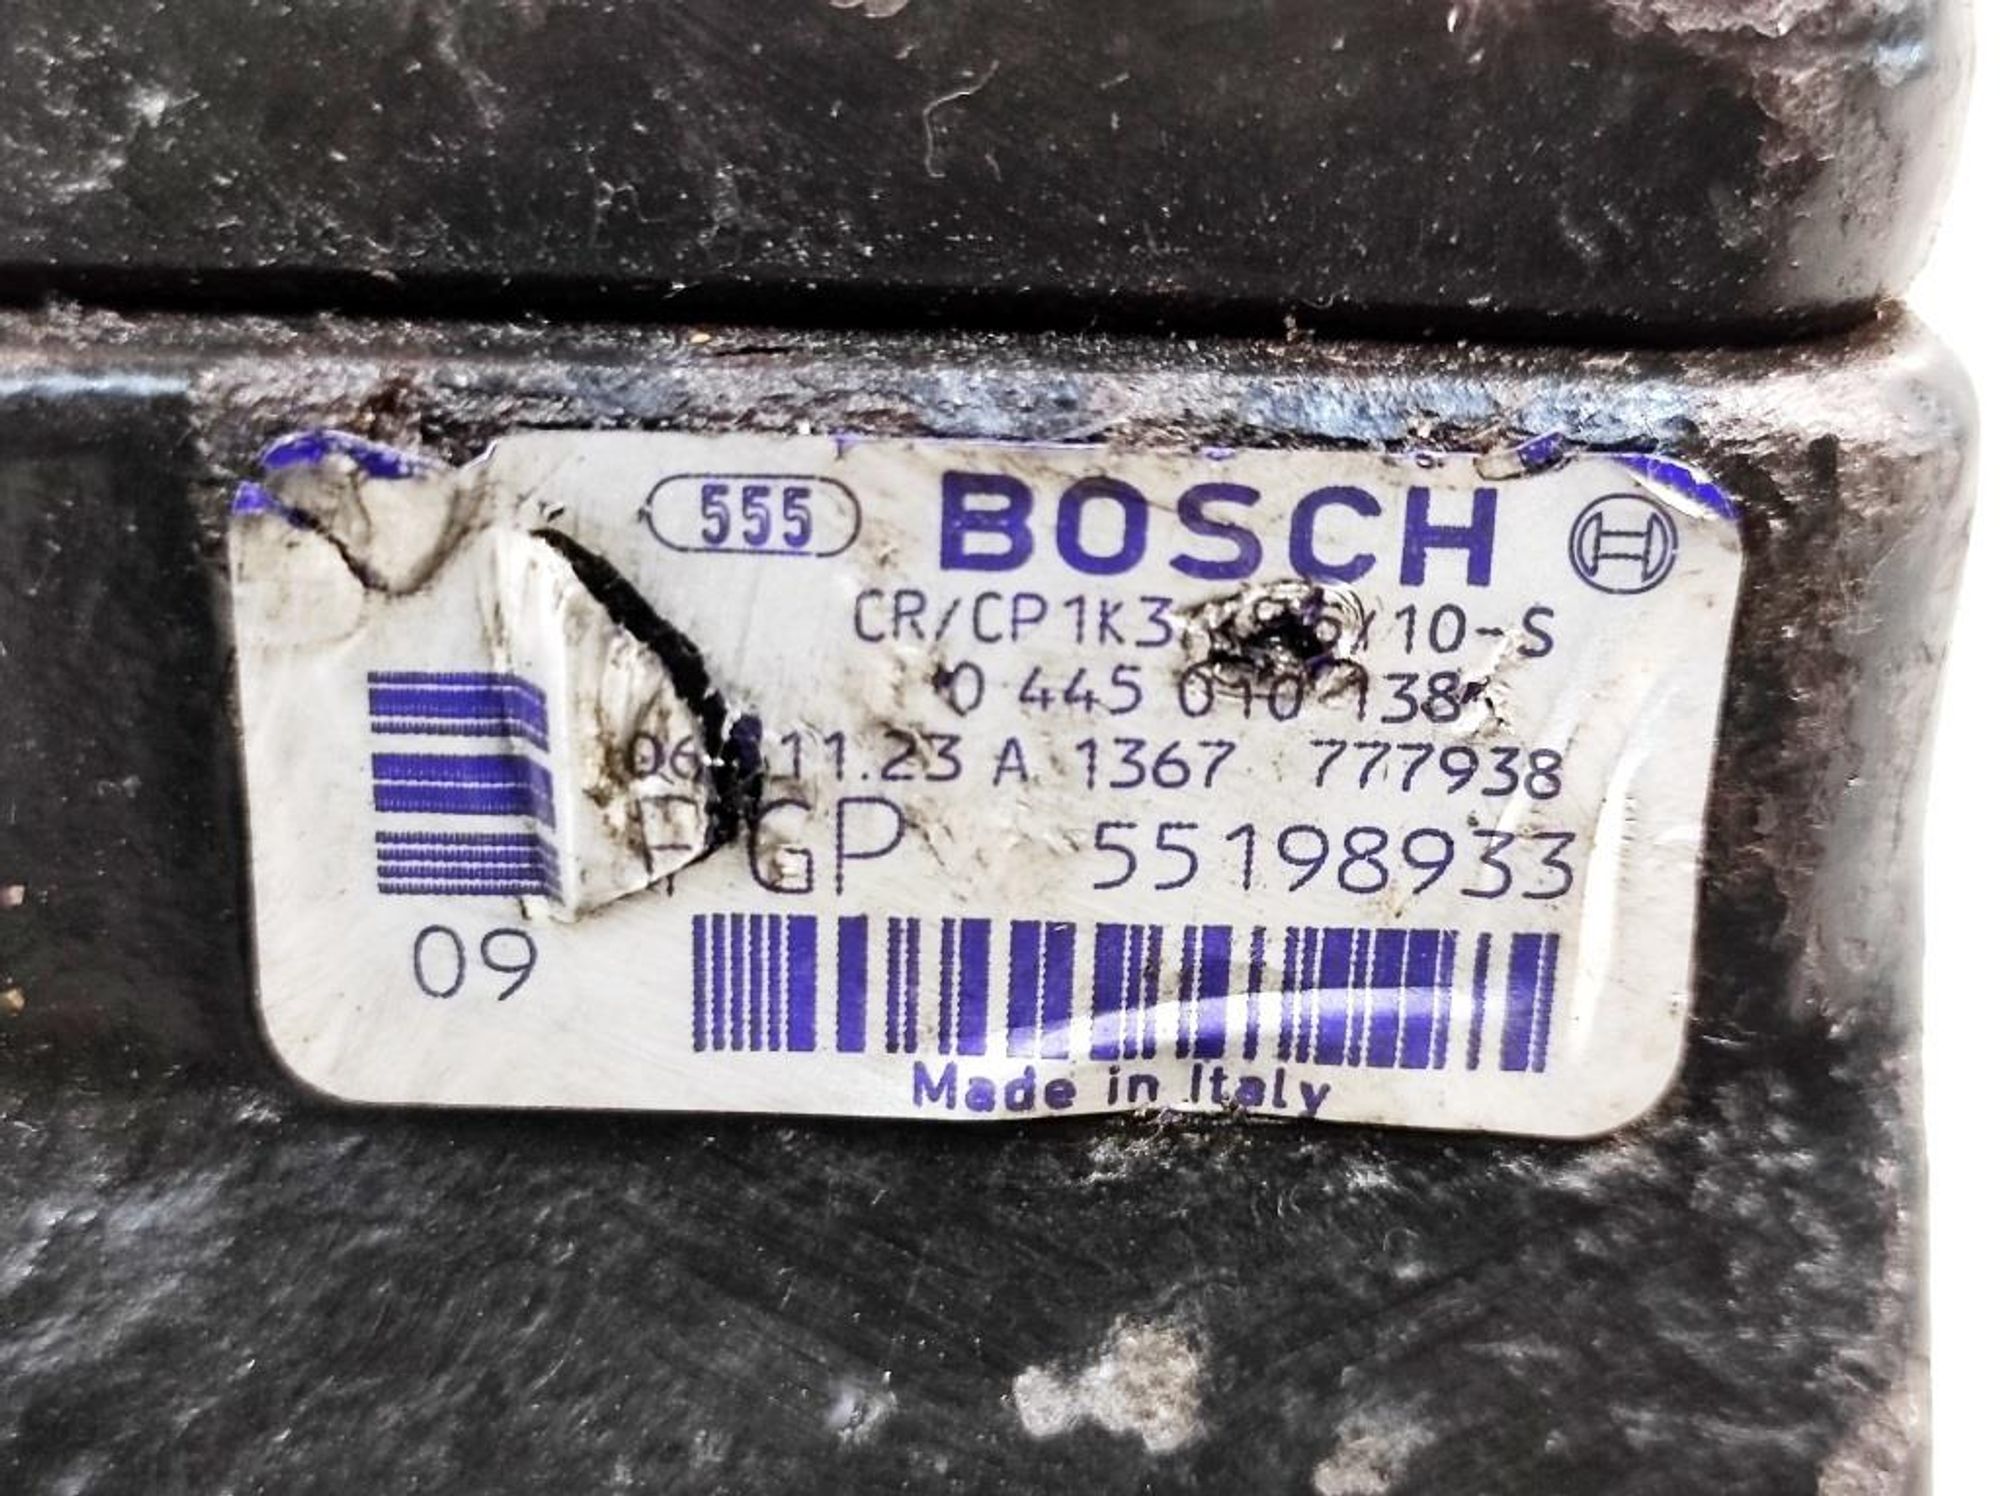 555 BOSCH
CR/CP1K3 /10-S
0 445 010 138
06 11.23 A 1367 777938
GP 55198933
09
Made in Italy